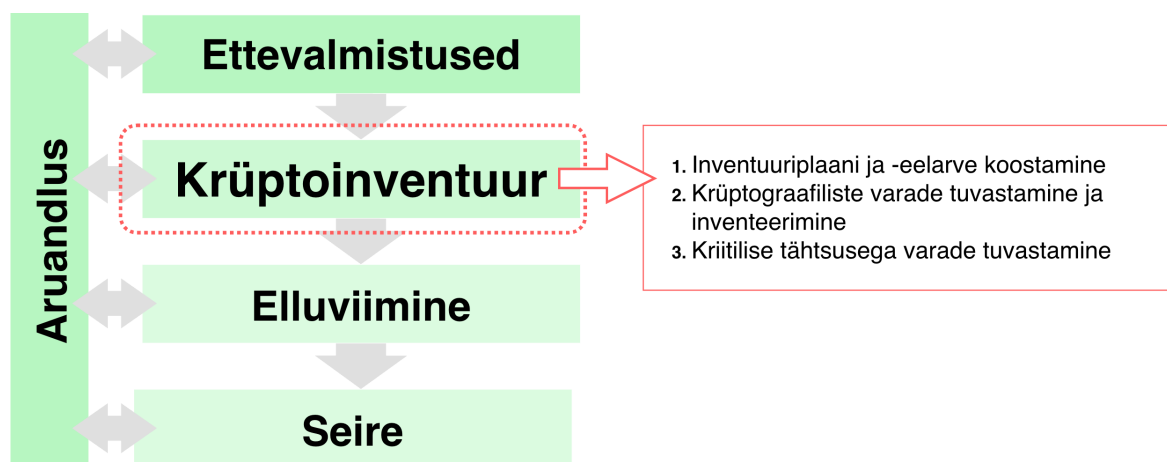 Aruandlus
Ettevalmistused
Krüptoinventuur
Elluviimine
Seire
1. Inventuuriplaani ja -eelarve koostamine
2. Krüptograafiliste varade tuvastamine ja
inventeerimine
3. Kriitilise tähtsusega varade tuvastamine